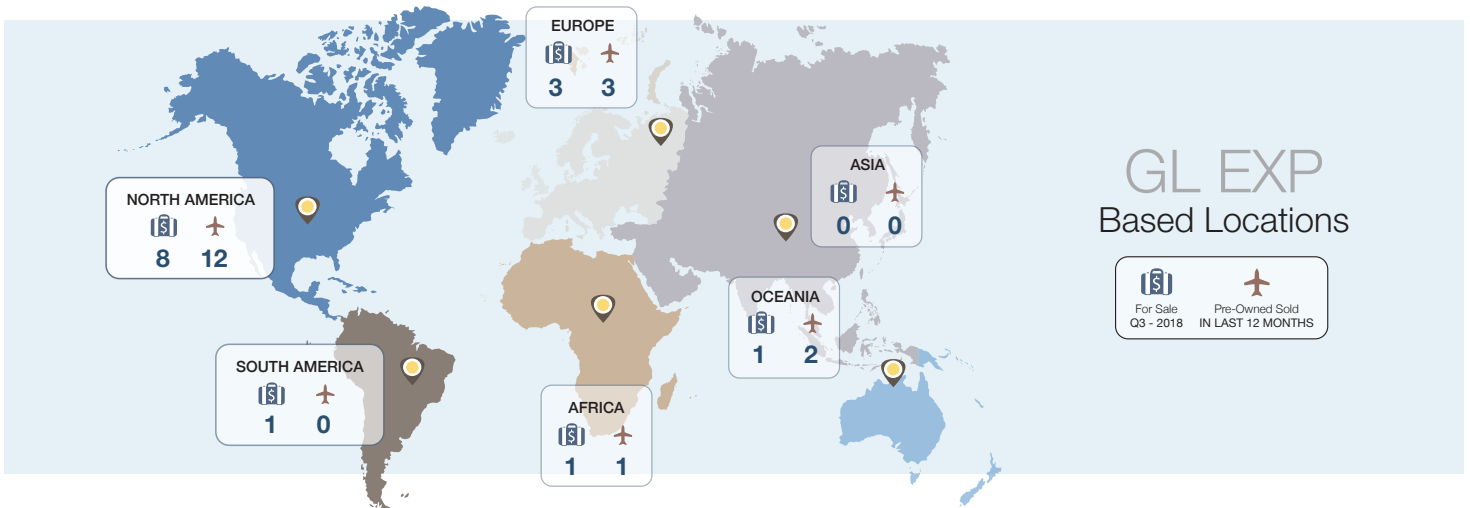 EUROPE
3 3
NORTH AMERICA
8 12
ASIA
0 0
OCEANIA
1 2
SOUTH AMERICA
1 0
AFRICA
1 1
GL EXP
Based Locations
$
For Sale
Q3 - 2018
Pre-Owned Sold
IN LAST 12 MONTHS